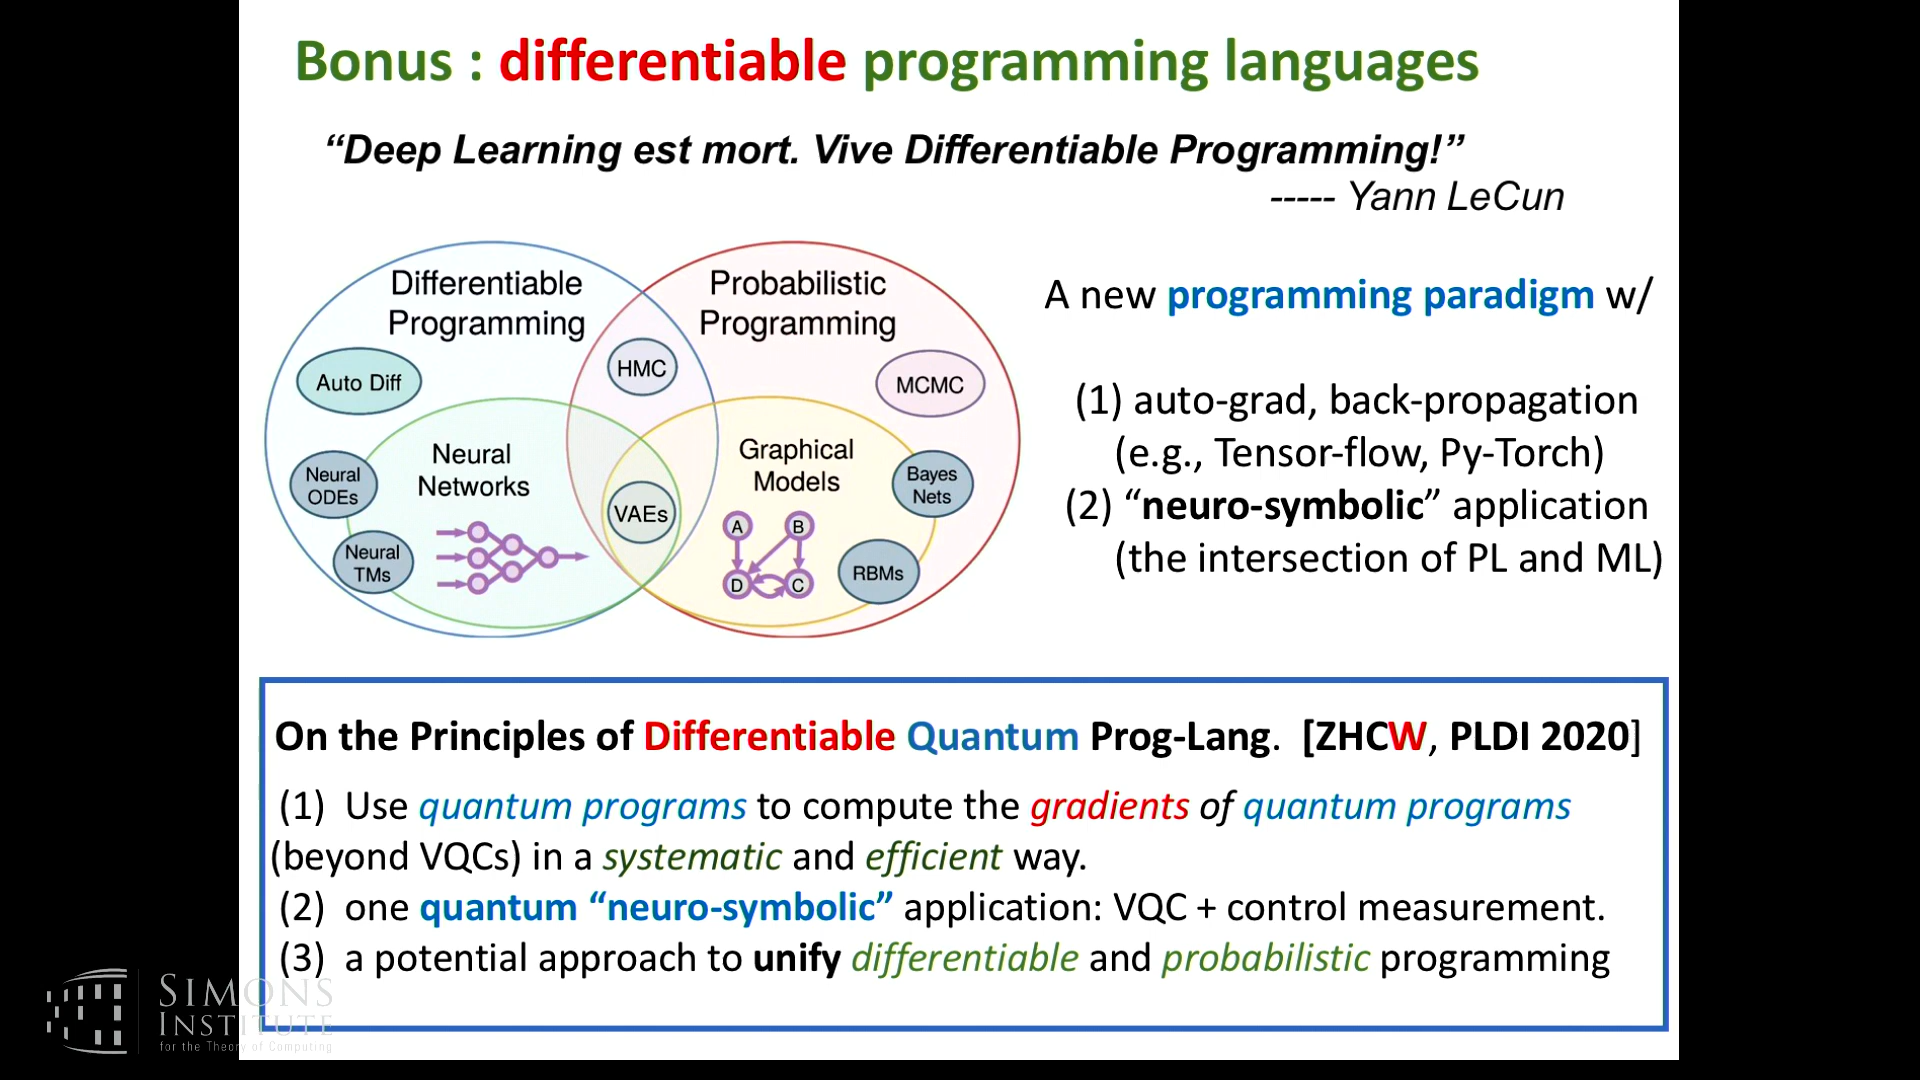 Bonus : differentiable programming languages
“Deep Learning est mort. Vive Differentiable Programming!”
----- Yann LeCun
Differentiable
Programming
Probabilistic
Programming
HMC
Auto Diff
MCMC
Neural
Networks
Graphical
Models
Neural
ODEs
Bayes
Nets
VAEs
A
B
Neural
TMs
D
C
RBMs
A new programming paradigm w/
(1) auto-grad, back-propagation
(e.g., Tensor-flow, Py-Torch)
(2) “neuro-symbolic” application
(the intersection of PL and ML)
On the Principles of Differentiable Quantum Prog-Lang. [ZHCW, PLDI 2020]
(1) Use quantum programs to compute the gradients of quantum programs
(beyond VQCs) in a systematic and efficient way.
(2) one quantum “neuro-symbolic” application: VQC + control measurement.
(3) a potential approach to unify differentiable and probabilistic programming
SIMONS
INSTITUTE
for the Theory of Computing